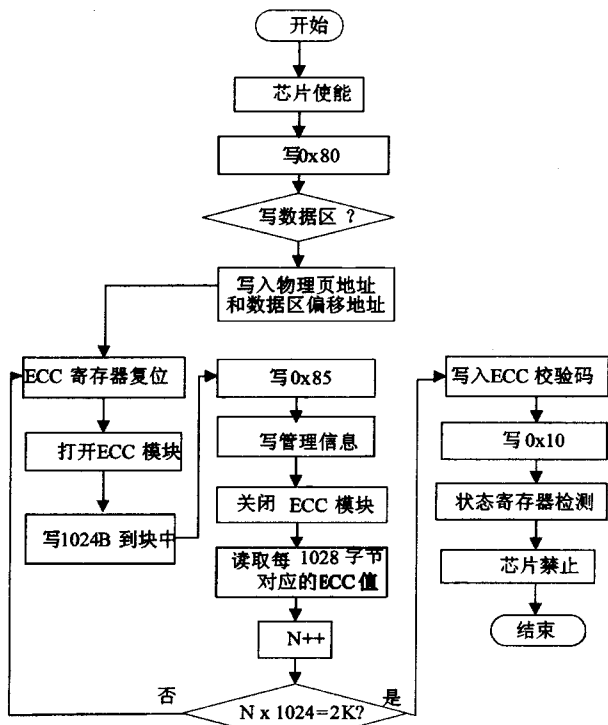 开始
芯片使能
写0x80
写数据区 ？
写入物理页地址
和数据区偏移地址
ECC 寄存器复位
打开ECC 模块
写1024B 到块中
写0x85
写管理信息
关闭 ECC 模块
读取每 1028 字节
对应的ECC 值
N++
N x 1024=2K?
否
是
写入ECC 校验码
写0x10
状态寄存器检测
芯片禁止
结束